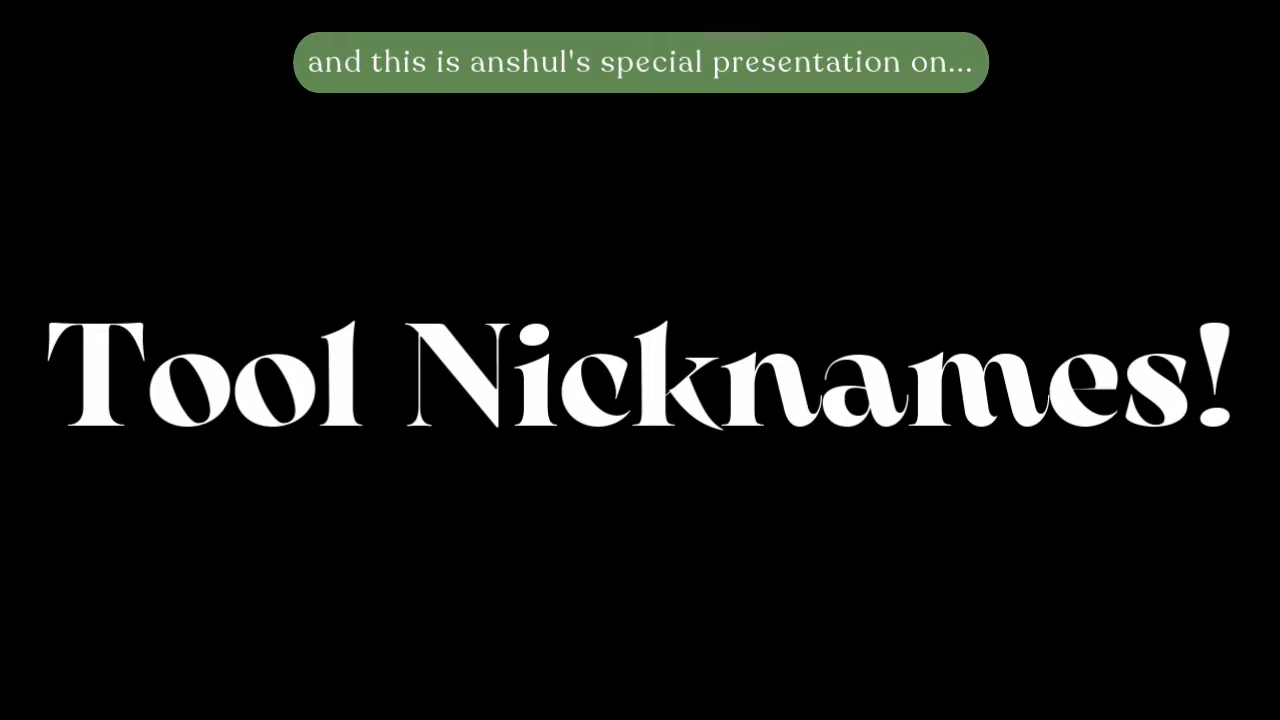 and this is anshul's special presentation on...
Tool Nicknames!